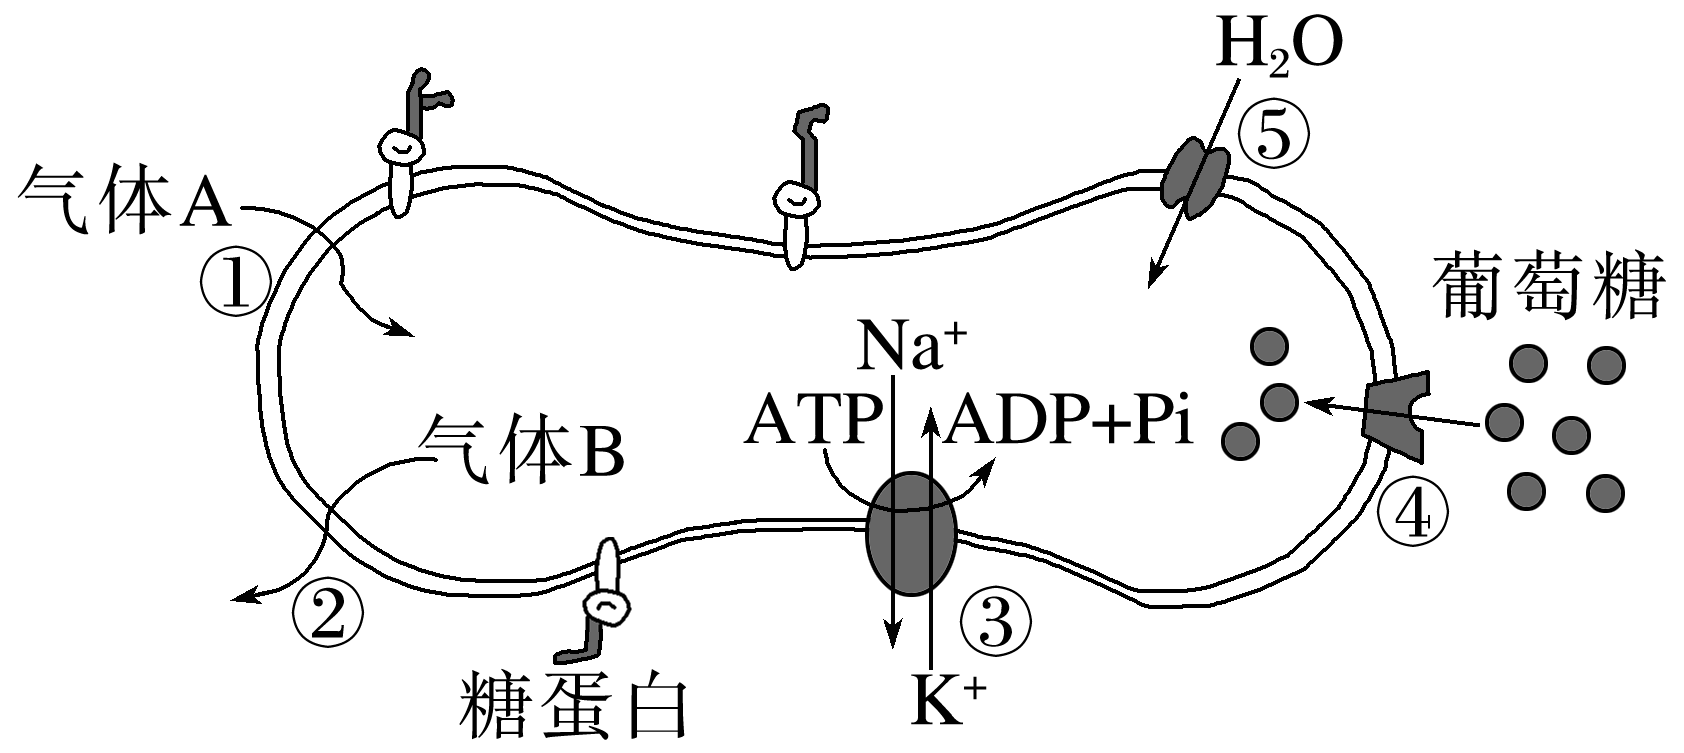 H₂O
⑤
气体A
①
葡萄糖
Na⁺
ATP
ADP+Pi
气体B
④
②
③
糖蛋白
K⁺